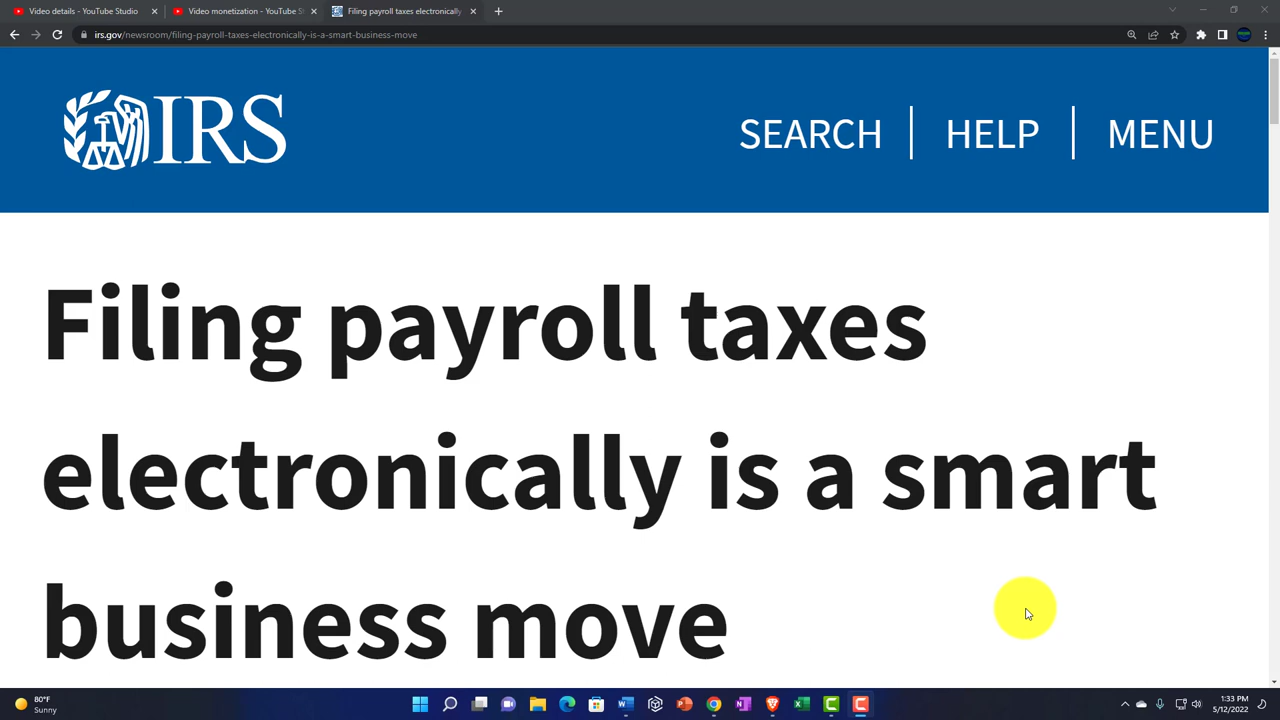 Video details - YouTube Studio
Video monetization - YouTube St
Filing payroll taxes electronically
irs.gov/newsroom/filing-payroll-taxes-electronically-is-a-smart-business-move
IRS
SEARCH
HELP
MENU
Filing payroll taxes
electronically is a smart
business move
80°F
Sunny
1:33 PM
5/12/2022